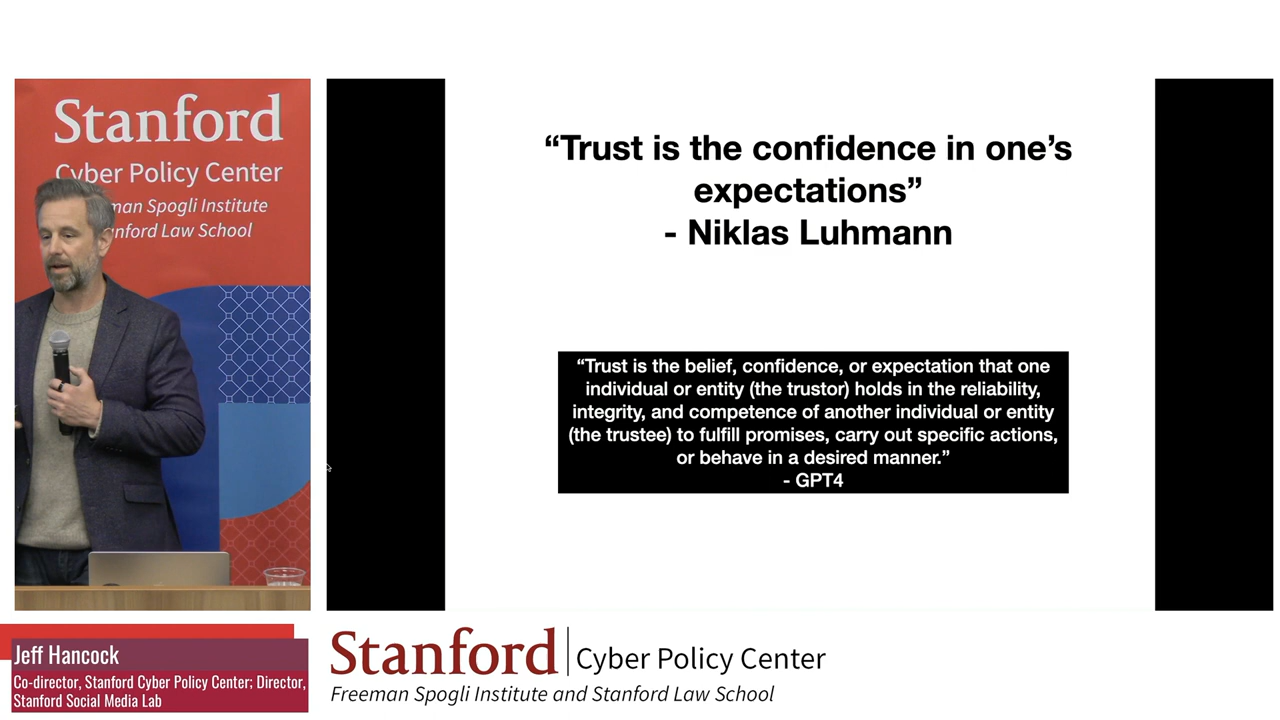 Stanford
Cyber Policy Center
man Spogli Institute
nford Law School
“Trust is the confidence in one’s
expectations”
- Niklas Luhmann
“Trust is the belief, confidence, or expectation that one
individual or entity (the trustor) holds in the reliability,
integrity, and competence of another individual or entity
(the trustee) to fulfill promises, carry out specific actions,
or behave in a desired manner.”
- GPT4
Jeff Hancock
Co-director, Stanford Cyber Policy Center; Director,
Stanford Social Media Lab
Stanford | Cyber Policy Center
Freeman Spogli Institute and Stanford Law School